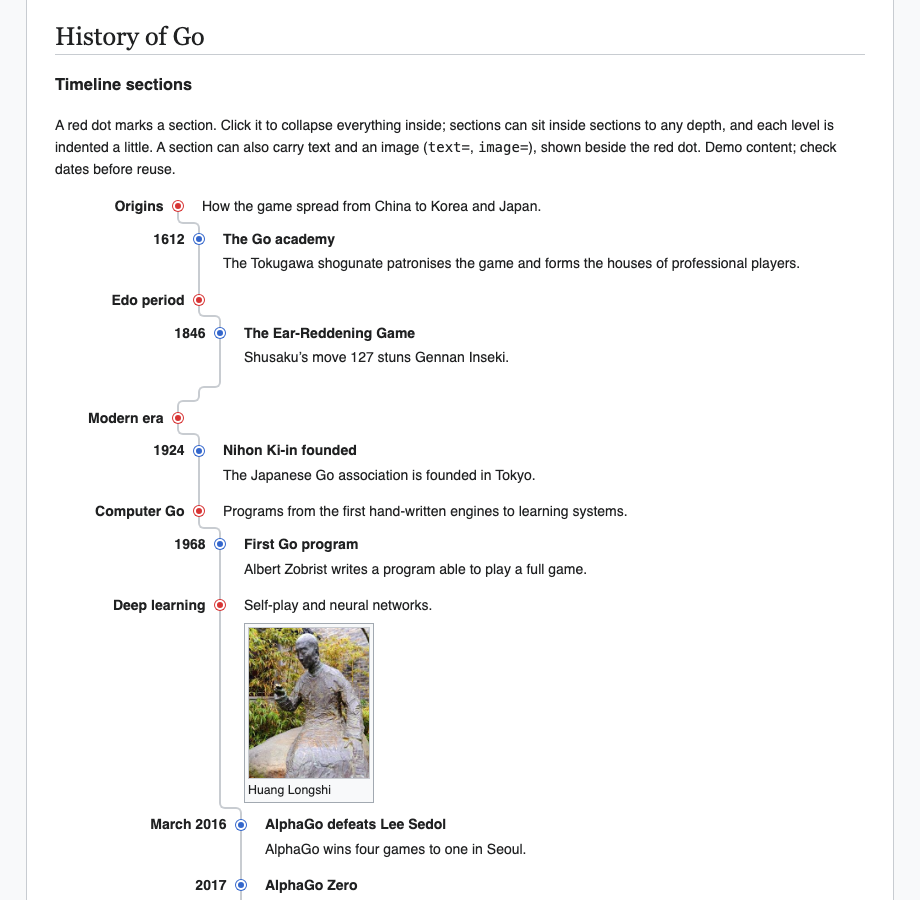 History of Go
Timeline sections
A red dot marks a section. Click it to collapse everything inside; sections can sit inside sections to any depth, and each level is
indented a little. A section can also carry text and an image (text=, image=), shown beside the red dot. Demo content; check
dates before reuse.
Origins How the game spread from China to Korea and Japan.
1612 The Go academy
The Tokugawa shogunate patronises the game and forms the houses of professional players.
Edo period
1846 The Ear-Reddening Game
Shusaku’s move 127 stuns Gennan Inseki.
Modern era
1924 Nihon Ki-in founded
The Japanese Go association is founded in Tokyo.
Computer Go Programs from the first hand-written engines to learning systems.
1968 First Go program
Albert Zobrist writes a program able to play a full game.
Deep learning Self-play and neural networks.
Huang Longshi
March 2016 AlphaGo defeats Lee Sedol
AlphaGo wins four games to one in Seoul.
2017 AlphaGo Zero